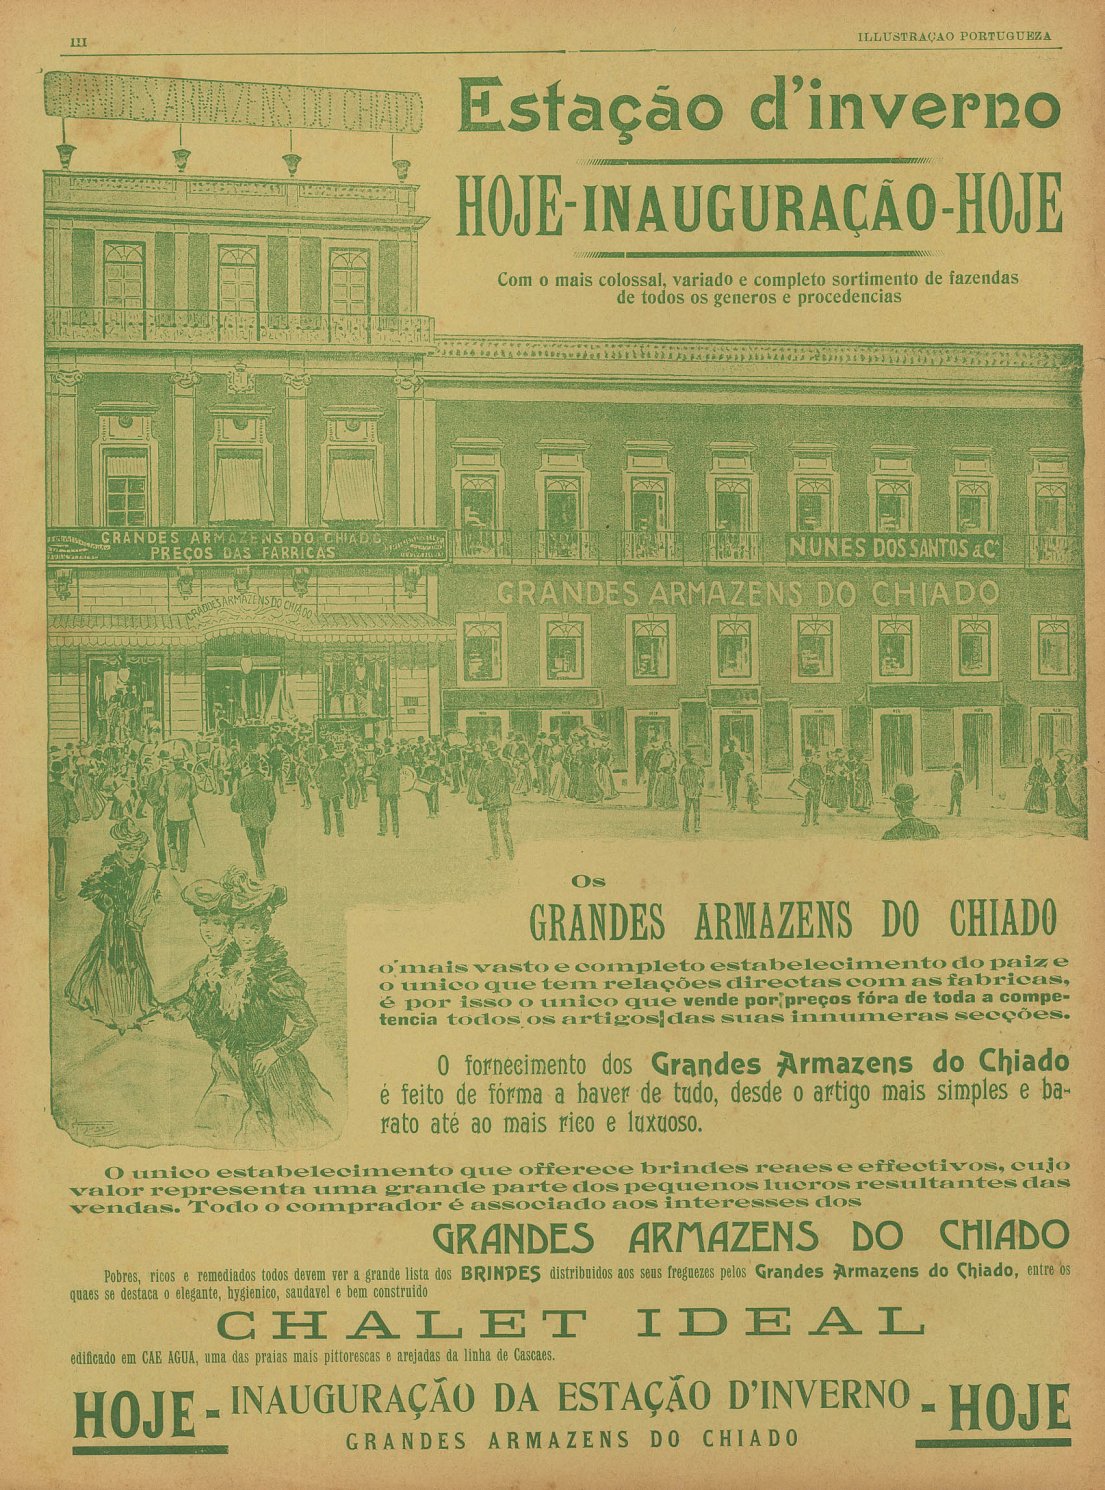 III
ILLUSTRAÇAO PORTUGUEZA
GRANDES ARMAZENS DO CHIADO
Estação d'inverno
HOJE-INAUGURAÇÃO-HOJE
Com o mais colossal, variado e completo sortimento de fazendas
de todos os generos e procedencias
GRANDES ARMAZENS DO CHIADO
PREÇOS DAS FABRICAS
NUNES DOS SANTOS & Cª
GRANDES ARMAZENS DO CHIADO
GRANDES ARMAZENS DO CHIADO
Os
GRANDES ARMAZENS DO CHIADO
o mais vasto e completo estabelecimento do paiz e
o unico que tem relações directas com as fabricas,
é por isso o unico que vende por preços fóra de toda a compe-
tencia todos os artigos das suas innumeras secções.
O fornecimento dos Grandes Armazens do Chiado
é feito de fórma a haver de tudo, desde o artigo mais simples e ba-
rato até ao mais rico e luxuoso.
O unico estabelecimento que offerece brindes reaes e effectivos, cujo
valor representa uma grande parte dos pequenos lucros resultantes das
vendas. Todo o comprador é associado aos interesses dos
GRANDES ARMAZENS DO CHIADO
Pobres, ricos e remediados todos devem ver a grande lista dos BRINDES distribuidos aos seus freguezes pelos Grandes Armazens do Chiado, entre os
quaes se destaca o elegante, hygienico, saudavel e bem construido
CHALET IDEAL
edificado em CAE AGUA, uma das praias mais pittorescas e arejadas da linha de Cascaes.
HOJE - INAUGURAÇÃO DA ESTAÇÃO D'INVERNO - HOJE
GRANDES ARMAZENS DO CHIADO